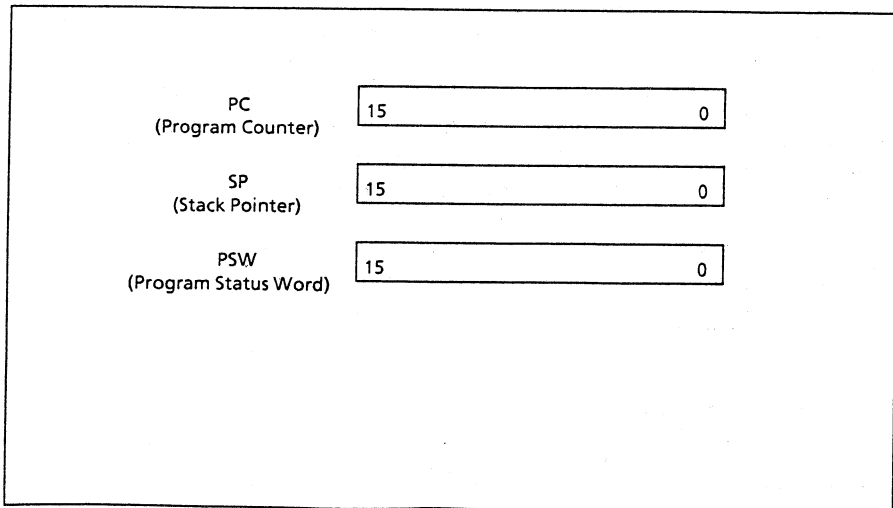 PC
(Program Counter)
15 0
SP
(Stack Pointer)
15 0
PSW
(Program Status Word)
15 0